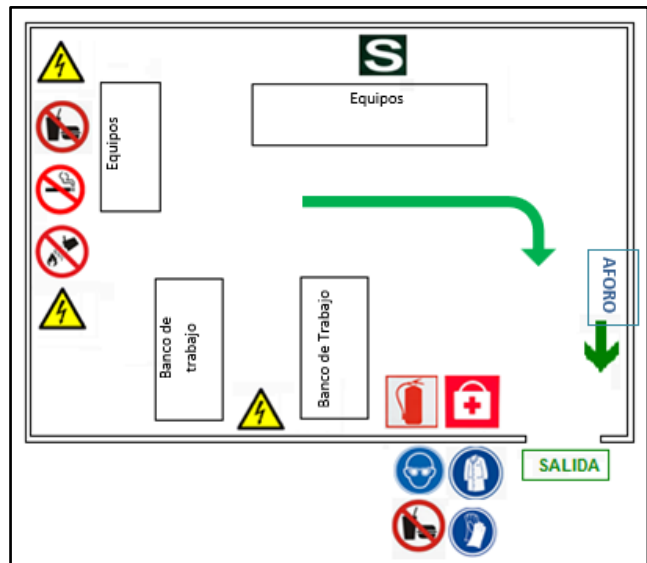 S
Equipos
Equipos
AFORO
Banco de
trabajo
Banco de Trabajo
SALIDA